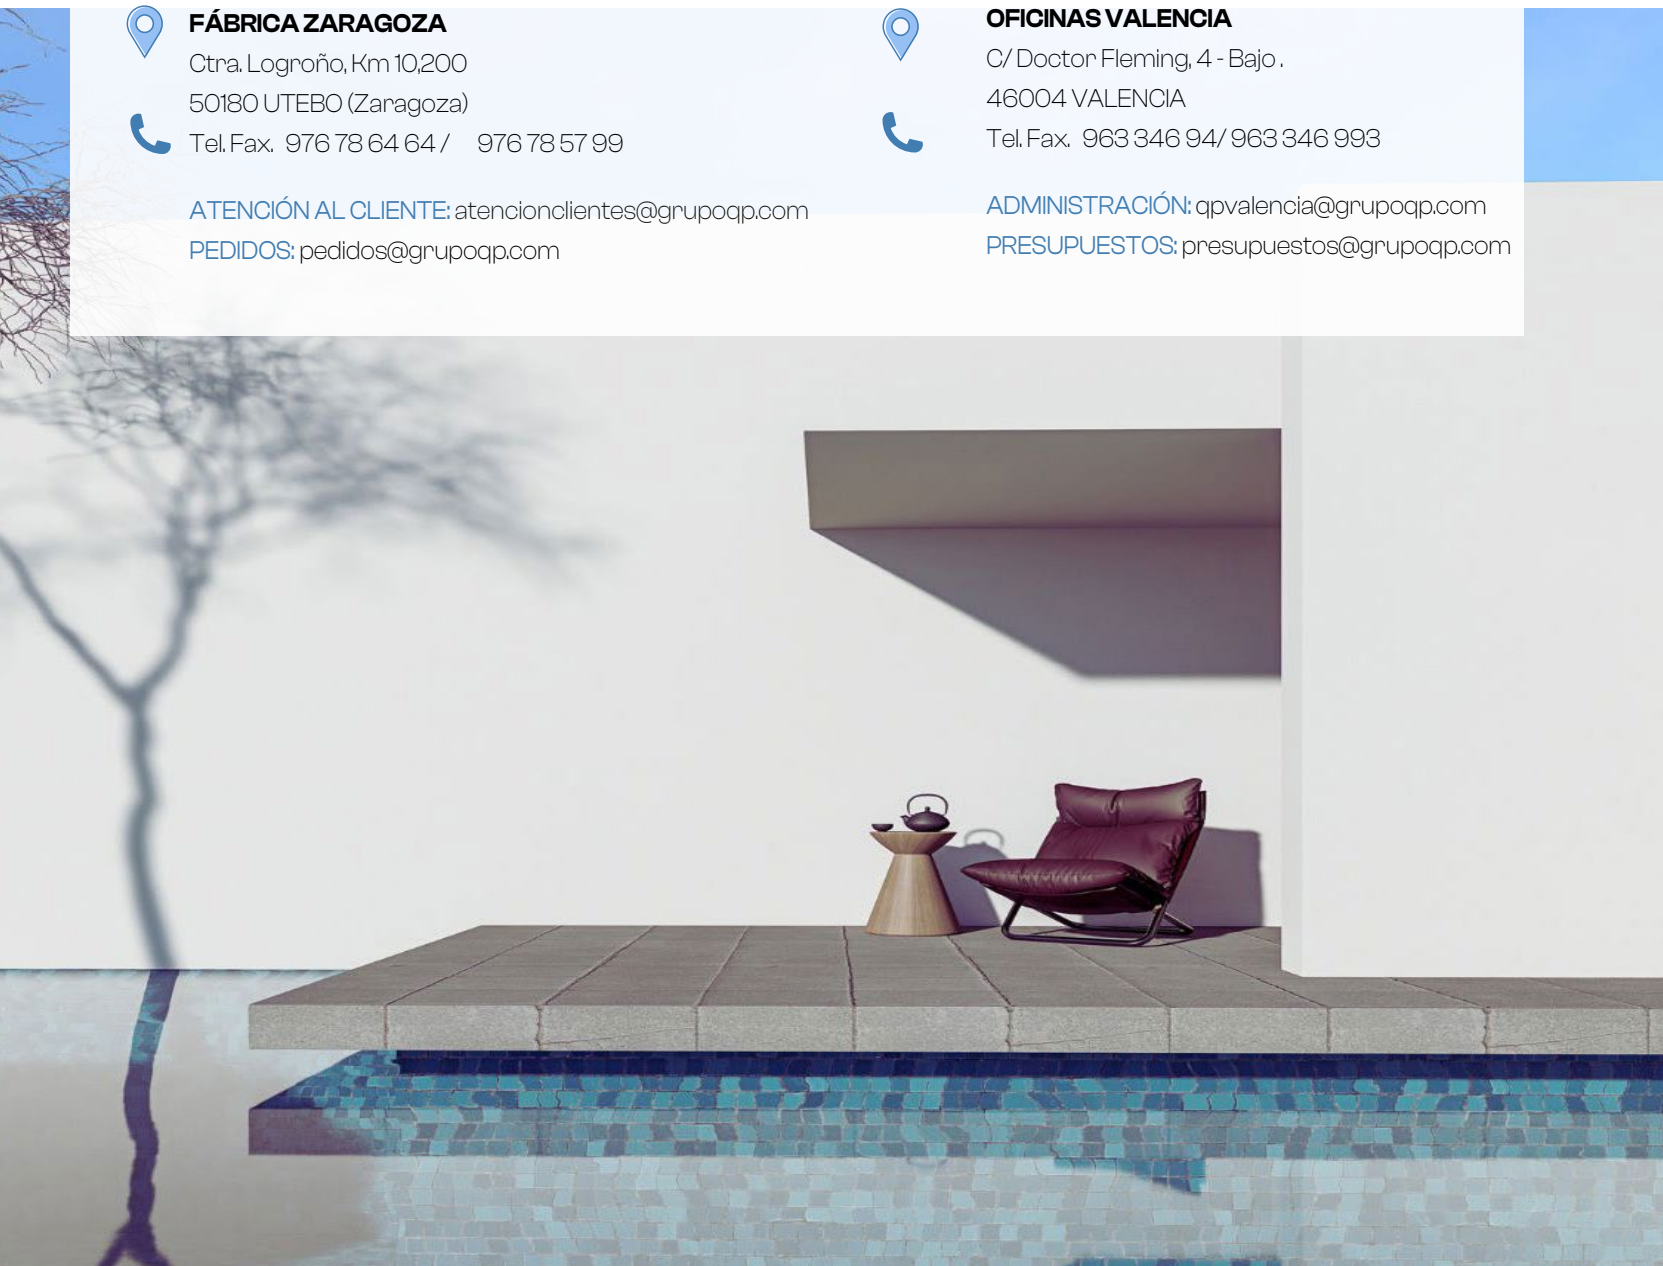 FÁBRICA ZARAGOZA
Ctra. Logroño, Km 10,200
50180 UTEBO (Zaragoza)
Tel. Fax. 976 78 64 64 / 976 78 57 99
ATENCIÓN AL CLIENTE: atencionclientes@grupoqp.com
PEDIDOS: pedidos@grupoqp.com
OFICINAS VALENCIA
C/ Doctor Fleming, 4 - Bajo .
46004 VALENCIA
Tel. Fax. 963 346 94/ 963 346 993
ADMINISTRACIÓN: qpvalencia@grupoqp.com
PRESUPUESTOS: presupuestos@grupoqp.com